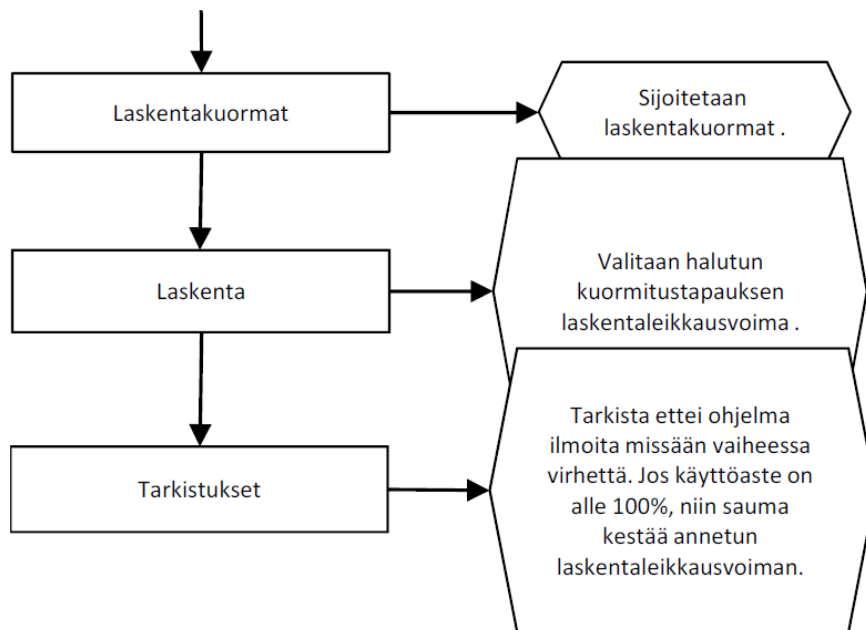 Laskentakuormat
Sijoitetaan
laskentakuormat .
Laskenta
Valitaan halutun
kuormitustapauksen
laskentaleikkausvoima .
Tarkistukset
Tarkista ettei ohjelma
ilmoita missään vaiheessa
virhettä. Jos käyttöaste on
alle 100%, niin sauma
kestää annetun
laskentaleikkausvoiman.